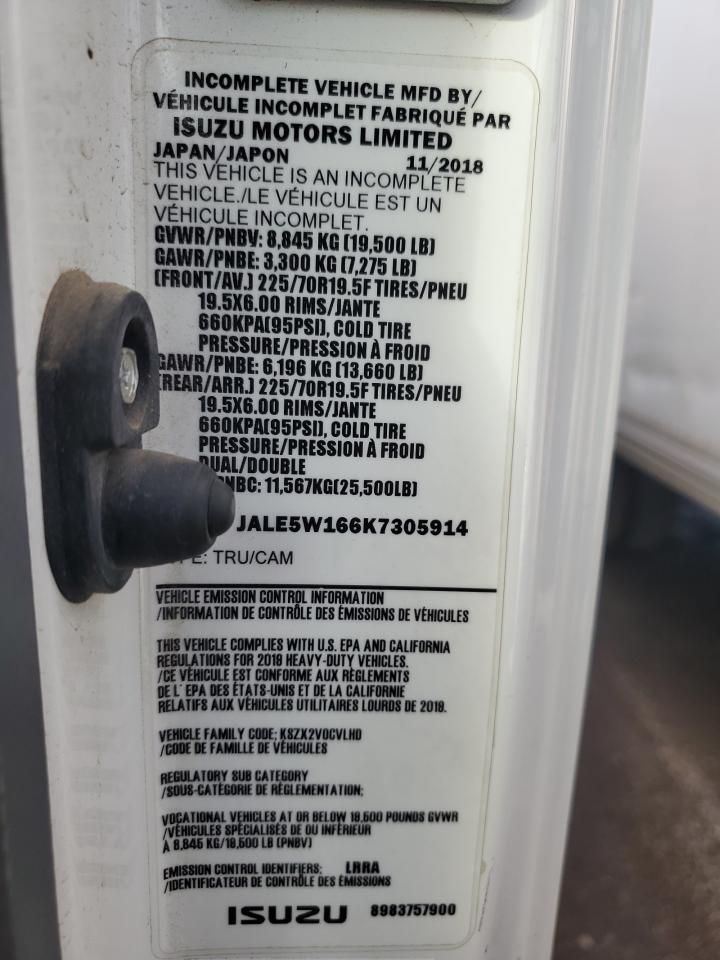 INCOMPLETE VEHICLE MFD BY/
VÉHICULE INCOMPLET FABRIQUÉ PAR
ISUZU MOTORS LIMITED
JAPAN/JAPON 11/2018
THIS VEHICLE IS AN INCOMPLETE
VEHICLE./LE VÉHICULE EST UN
VÉHICULE INCOMPLET.
GVWR/PNBV: 8,845 KG (19,500 LB)
GAWR/PNBE: 3,300 KG (7,275 LB)
(FRONT/AV.) 225/70R19.5F TIRES/PNEU
19.5X6.00 RIMS/JANTE
660KPA(95PSI), COLD TIRE
PRESSURE/PRESSION À FROID
GAWR/PNBE: 6,196 KG (13,660 LB)
(REAR/ARR.) 225/70R19.5F TIRES/PNEU
19.5X6.00 RIMS/JANTE
660KPA(95PSI), COLD TIRE
PRESSURE/PRESSION À FROID
DUAL/DOUBLE
NBC: 11,567KG(25,500LB)
JALE5W166K7305914
TRU/CAM
VEHICLE EMISSION CONTROL INFORMATION
/INFORMATION DE CONTRÔLE DES ÉMISSIONS DE VÉHICULES
THIS VEHICLE COMPLIES WITH U.S. EPA AND CALIFORNIA
REGULATIONS FOR 2019 HEAVY-DUTY VEHICLES.
/CE VÉHICULE EST CONFORME AUX RÈGLEMENTS
DE L' EPA DES ÉTATS-UNIS ET DE LA CALIFORNIE
RELATIFS AUX VÉHICULES UTILITAIRES LOURDS DE 2019.
VEHICLE FAMILY CODE: KSZX2VOCVLHD
/CODE DE FAMILLE DE VÉHICULES
REGULATORY SUB CATEGORY
/SOUS-CATÉGORIE DE RÉGLEMENTATION:
VOCATIONAL VEHICLES AT OR BELOW 19,500 POUNDS GVWR
/VÉHICULES SPÉCIALISÉS DE OU INFÉRIEUR
À 8,845 KG/19,500 LB (PNBV)
EMISSION CONTROL IDENTIFIERS: LRRA
/IDENTIFICATEUR DE CONTRÔLE DES ÉMISSIONS
ISUZU 8983757900